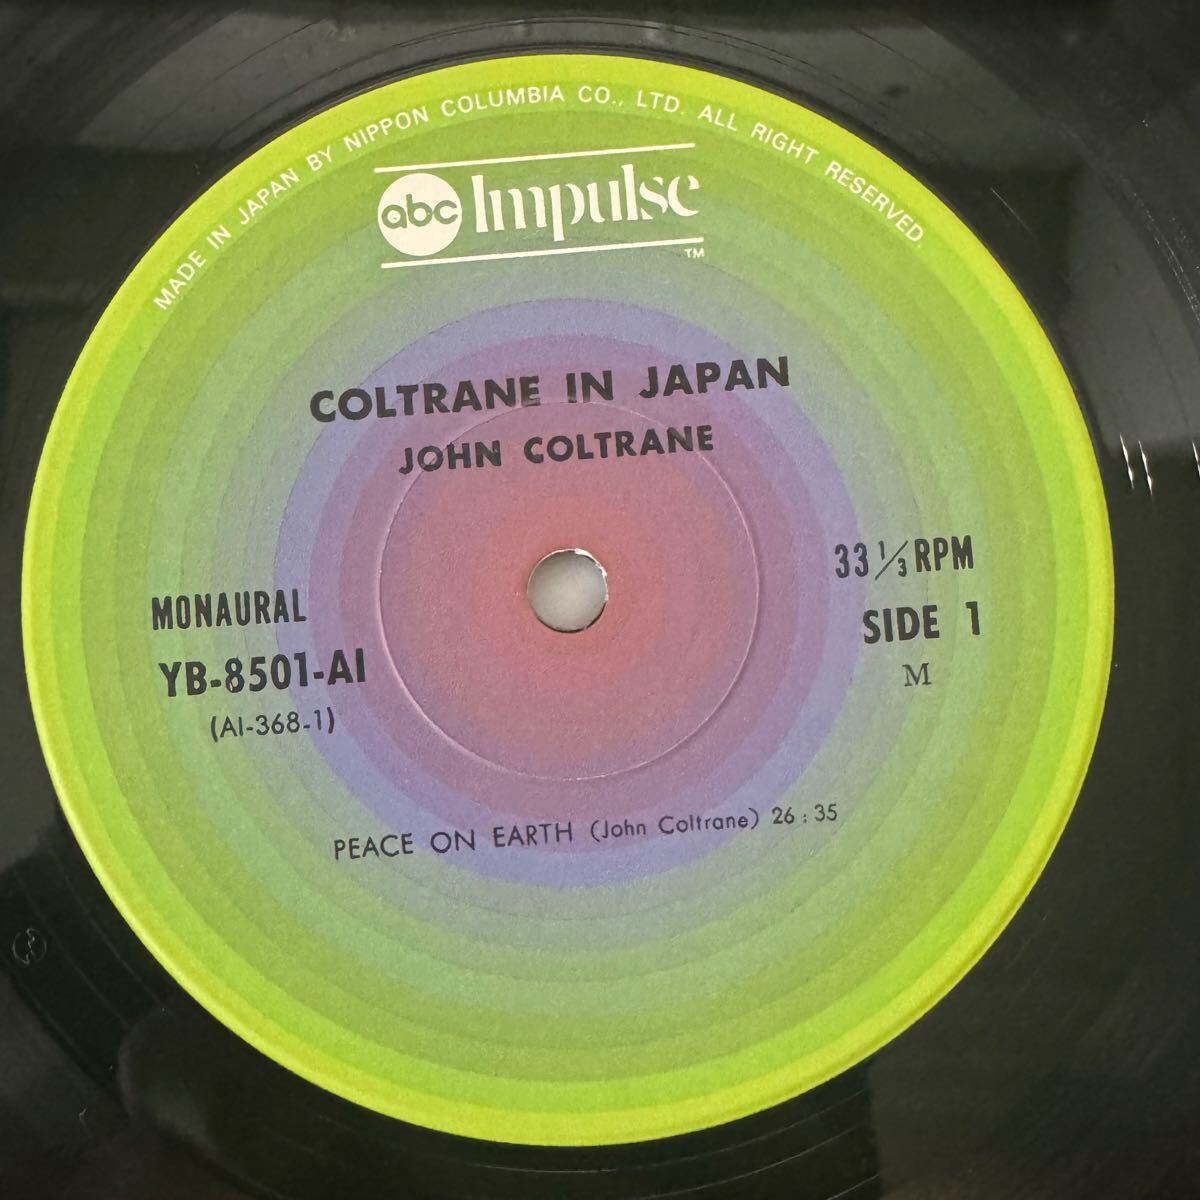 MADE IN JAPAN BY NIPPON COLUMBIA CO., LTD. ALL RIGHT RESERVED.
abc Impulse
TM
COLTRANE IN JAPAN
JOHN COLTRANE
33 1/3 RPM
MONAURAL
SIDE 1
YB-8501-AI
M
(AI-368-1)
PEACE ON EARTH (John Coltrane) 26:35